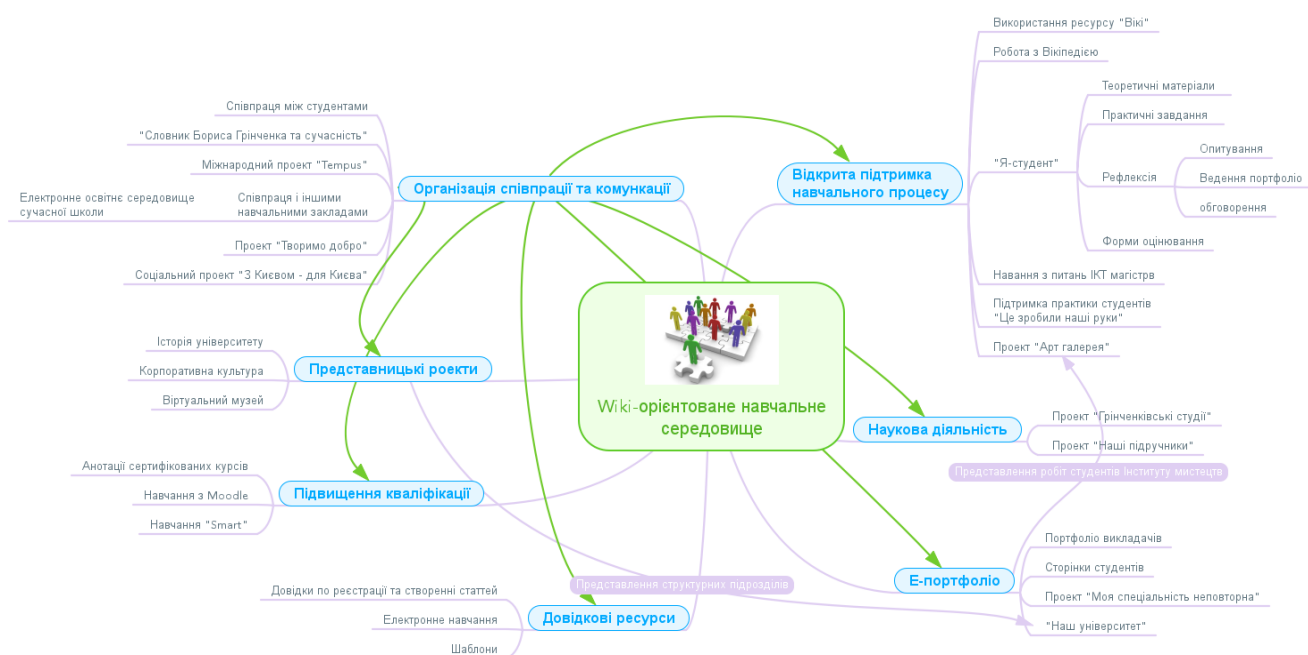 Wiki-орієнтоване навчальне
середовище
Організація співпраці та комункації
Співпраця між студентами
"Словник Бориса Грінченка та сучасність"
Міжнародний проект "Tempus"
Співпраця і іншими
навчальними закладами
Електронне освітнє середовище
сучасної школи
Проект "Творимо добро"
Соціальний проект "З Києвом - для Києва"
Представницькі роекти
Історія університету
Корпоративна культура
Віртуальний музей
Підвищення кваліфікації
Анотації сертифікованих курсів
Навчання з Moodle
Навчання "Smart"
Довідкові ресурси
Довідки по реєстрації та створенні статтей
Електронне навчання
Шаблони
Відкрита підтримка
навчального процесу
Використання ресурсу "Вікі"
Робота з Вікіпедією
"Я-студент"
Теоретичні матеріали
Практичні завдання
Рефлексія
Опитування
Ведення портфоліо
обговорення
Форми оцінювання
Навання з питань ІКТ магістрв
Підтримка практики студентів
"Це зробили наші руки"
Проект "Арт галерея"
Наукова діяльність
Проект "Грінченківські студії"
Проект "Наші підручники"
Представлення робіт студентів Інституту мистецтв
Е-портфоліо
Портфоліо викладачів
Сторінки студентів
Проект "Моя спеціальність неповторна"
"Наш університет"
Представлення структурних підрозділів